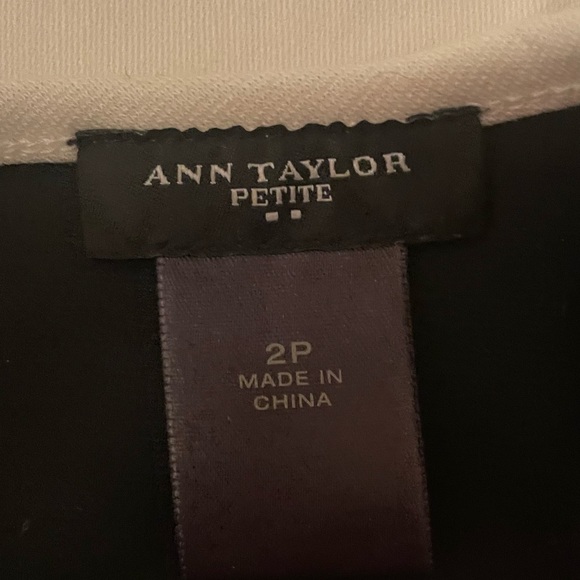 ANN TAYLOR
PETITE
2P
MADE IN
CHINA